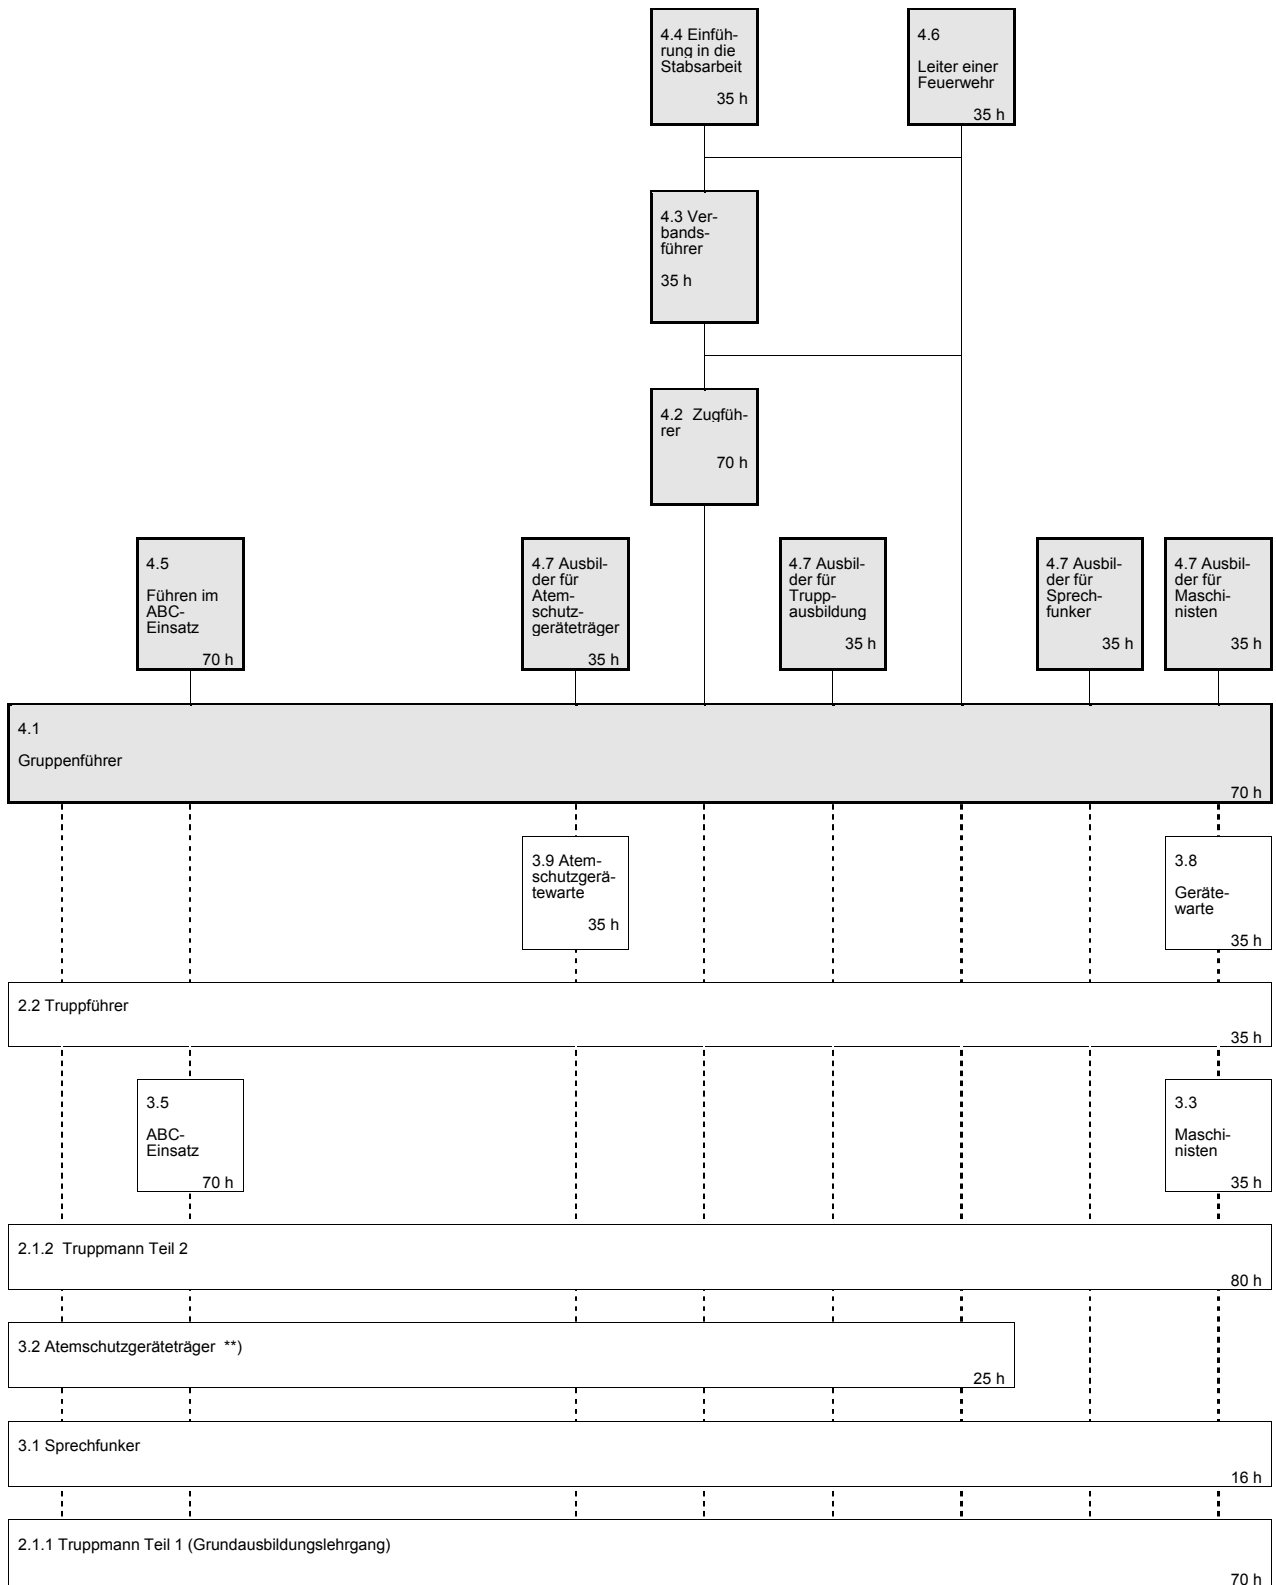 4.4 Einfüh-
rung in die
Stabsarbeit
35 h
4.6
Leiter einer
Feuerwehr
35 h
4.3 Ver-
bands-
führer
35 h
4.2 Zugfüh-
rer
70 h
4.5
Führen im
ABC-
Einsatz
70 h
4.7 Ausbil-
der für
Atem-
schutz-
geräteträger
35 h
4.7 Ausbil-
der für
Trupp-
ausbildung
35 h
4.7 Ausbil-
der für
Sprech-
funker
35 h
4.7 Ausbil-
der für
Maschi-
nisten
35 h
4.1
Gruppenführer
70 h
3.9 Atem-
schutzgerä-
tewarte
35 h
3.8
Geräte-
warte
35 h
2.2 Truppführer
35 h
3.5
ABC-
Einsatz
70 h
3.3
Maschi-
nisten
35 h
2.1.2 Truppmann Teil 2
80 h
3.2 Atemschutzgeräteträger **)
25 h
3.1 Sprechfunker
16 h
2.1.1 Truppmann Teil 1 (Grundausbildungslehrgang)
70 h